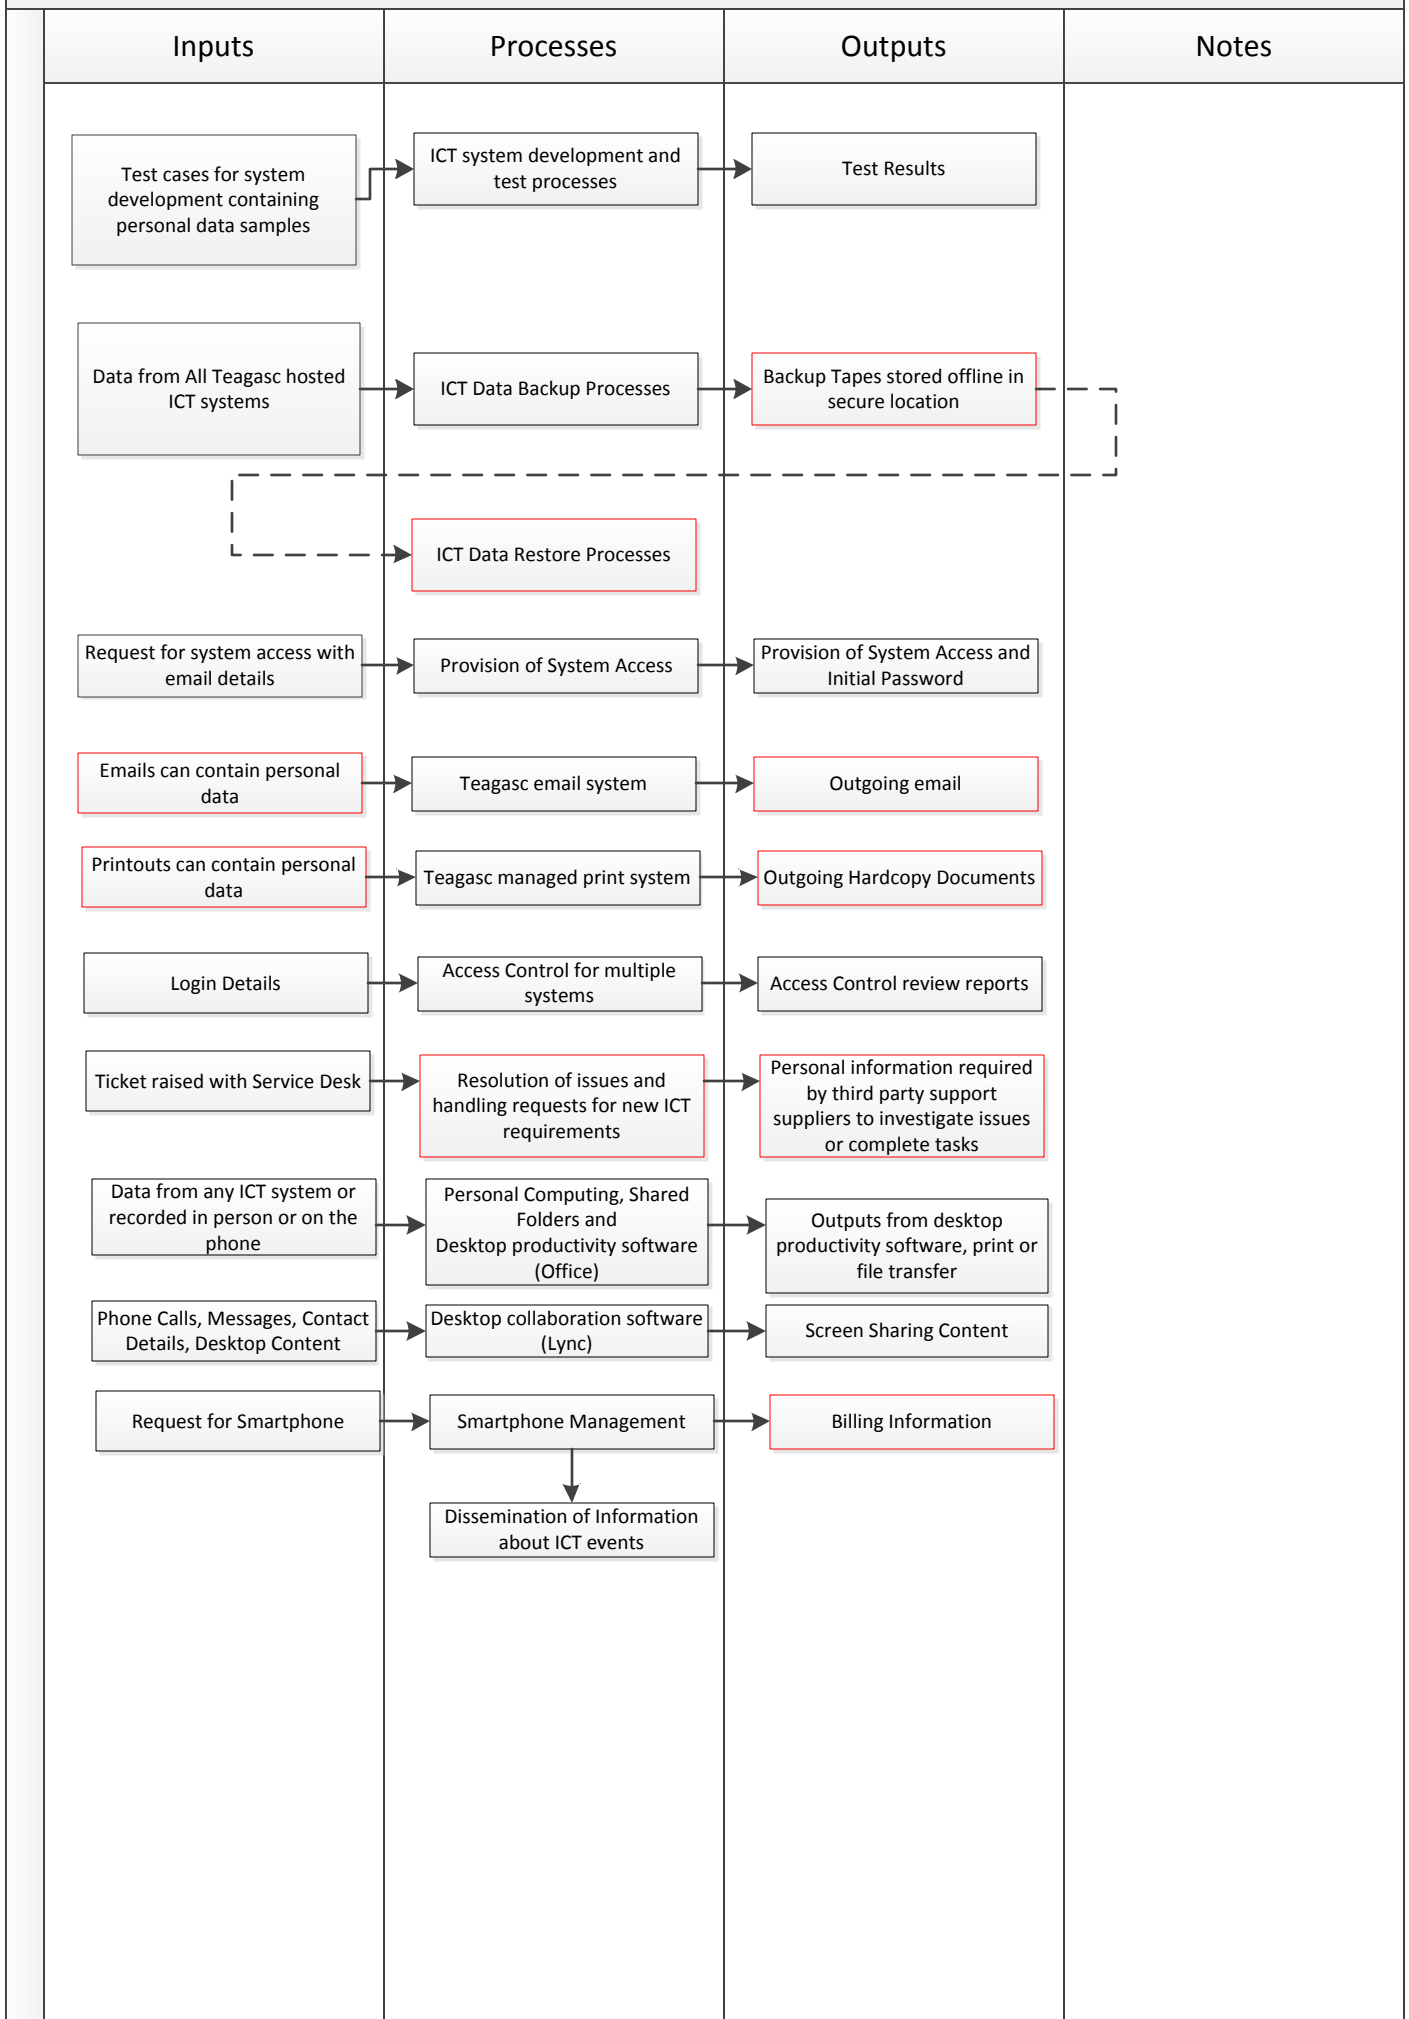 Inputs
Processes
Outputs
Notes
Test cases for system
development containing
personal data samples
ICT system development and
test processes
Test Results
Data from All Teagasc hosted
ICT systems
ICT Data Backup Processes
Backup Tapes stored offline in
secure location
ICT Data Restore Processes
Request for system access with
email details
Provision of System Access
Provision of System Access and
Initial Password
Emails can contain personal
data
Teagasc email system
Outgoing email
Printouts can contain personal
data
Teagasc managed print system
Outgoing Hardcopy Documents
Login Details
Access Control for multiple
systems
Access Control review reports
Ticket raised with Service Desk
Resolution of issues and
handling requests for new ICT
requirements
Personal information required
by third party support
suppliers to investigate issues
or complete tasks
Data from any ICT system or
recorded in person or on the
phone
Personal Computing, Shared
Folders and
Desktop productivity software
(Office)
Outputs from desktop
productivity software, print or
file transfer
Phone Calls, Messages, Contact
Details, Desktop Content
Desktop collaboration software
(Lync)
Screen Sharing Content
Request for Smartphone
Smartphone Management
Billing Information
Dissemination of Information
about ICT events